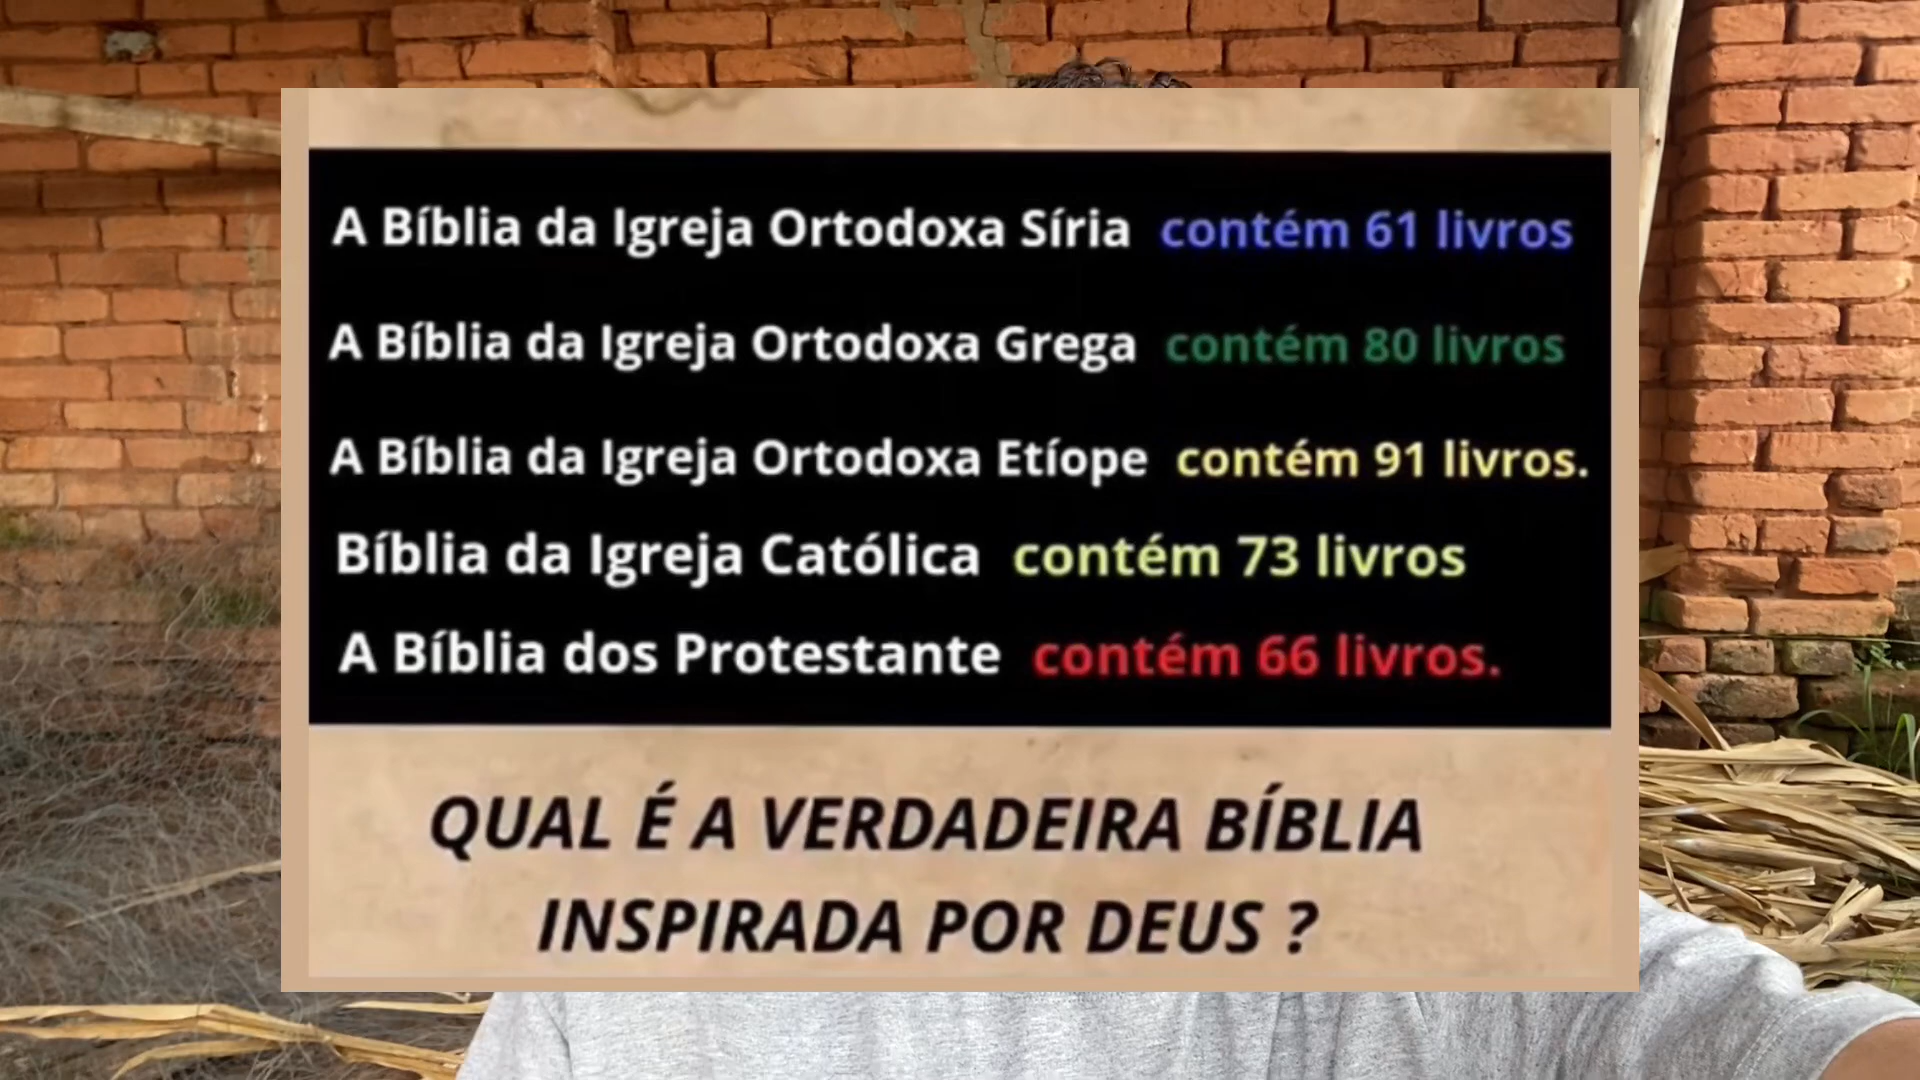 A Bíblia da Igreja Ortodoxa Síria contém 61 livros
A Bíblia da Igreja Ortodoxa Grega contém 80 livros
A Bíblia da Igreja Ortodoxa Etíope contém 91 livros.
Bíblia da Igreja Católica contém 73 livros
A Bíblia dos Protestante contém 66 livros.
QUAL É A VERDADEIRA BÍBLIA
INSPIRADA POR DEUS ?